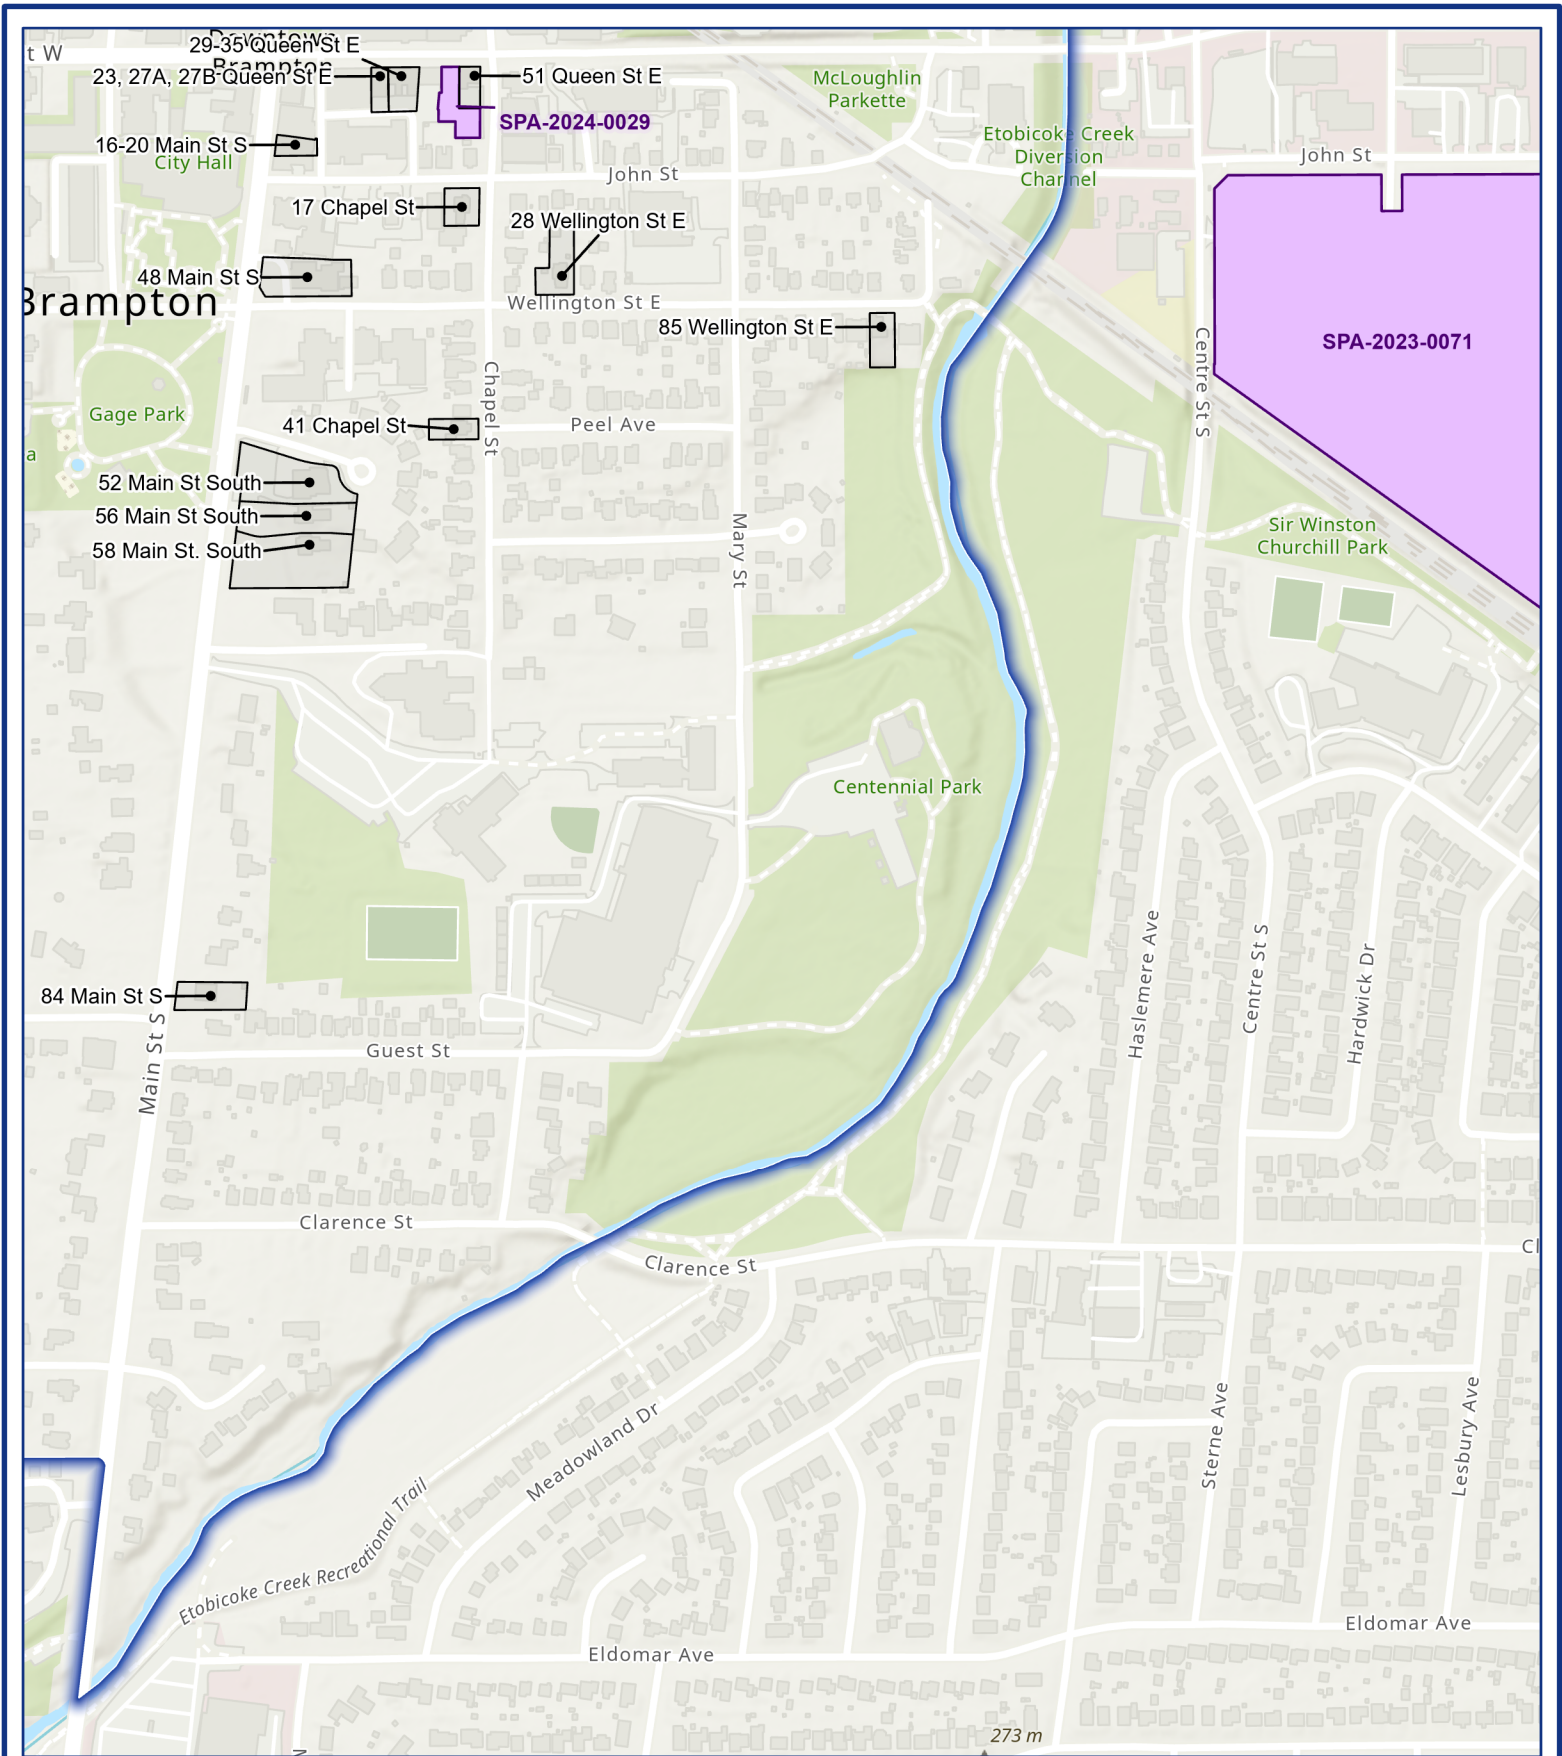 t W
Downtown
Brampton
29-35 Queen St E
23, 27A, 27B Queen St E
51 Queen St E
SPA-2024-0029
McLoughlin
Parkette
Etobicoke Creek
Diversion
Channel
16-20 Main St S
City Hall
John St
John St
17 Chapel St
28 Wellington St E
48 Main St S
Brampton
Wellington St E
85 Wellington St E
SPA-2023-0071
Centre St S
Chapel St
Gage Park
41 Chapel St
Peel Ave
a
52 Main St South
56 Main St South
58 Main St. South
Mary St
Sir Winston
Churchill Park
Centennial Park
84 Main St S
Main St S
Guest St
Haslemere Ave
Centre St S
Hardwick Dr
Clarence St
Clarence St
Cl
Meadowland Dr
Sterne Ave
Lesbury Ave
Etobicoke Creek Recreational Trail
Eldomar Ave
Eldomar Ave
273 m
N